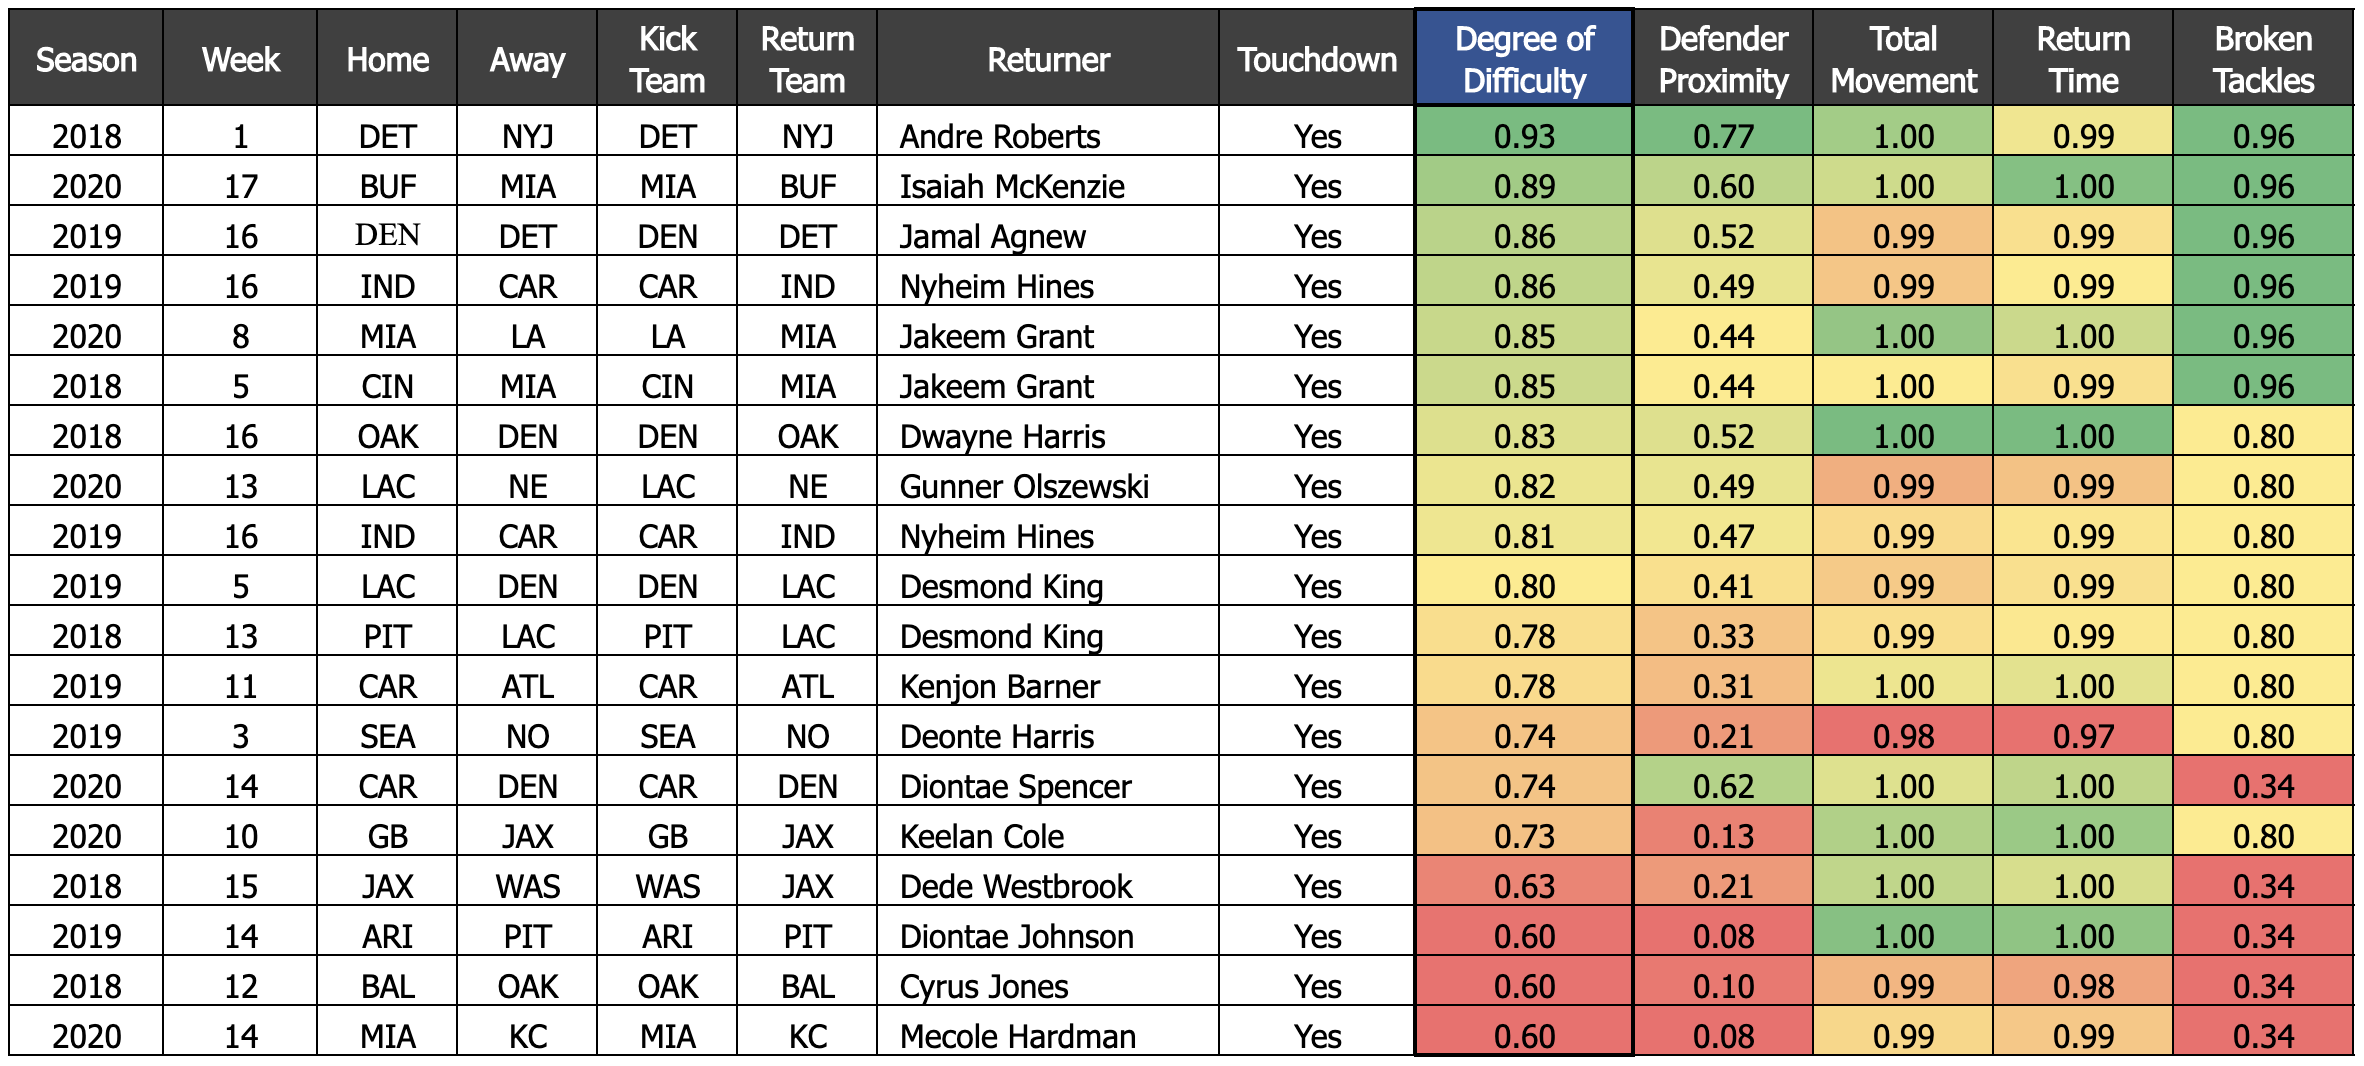 Season Week Home Away Kick Team Return Team Returner Touchdown Degree of Difficulty Defender Proximity Total Movement Return Time Broken Tackles
2018 1 DET NYJ DET NYJ Andre Roberts Yes 0.93 0.77 1.00 0.99 0.96
2020 17 BUF MIA MIA BUF Isaiah McKenzie Yes 0.89 0.60 1.00 1.00 0.96
2019 16 DEN DET DEN DET Jamal Agnew Yes 0.86 0.52 0.99 0.99 0.96
2019 16 IND CAR CAR IND Nyheim Hines Yes 0.86 0.49 0.99 0.99 0.96
2020 8 MIA LA LA MIA Jakeem Grant Yes 0.85 0.44 1.00 1.00 0.96
2018 5 CIN MIA CIN MIA Jakeem Grant Yes 0.85 0.44 1.00 0.99 0.96
2018 16 OAK DEN DEN OAK Dwayne Harris Yes 0.83 0.52 1.00 1.00 0.80
2020 13 LAC NE LAC NE Gunner Olszewski Yes 0.82 0.49 0.99 0.99 0.80
2019 16 IND CAR CAR IND Nyheim Hines Yes 0.81 0.47 0.99 0.99 0.80
2019 5 LAC DEN DEN LAC Desmond King Yes 0.80 0.41 0.99 0.99 0.80
2018 13 PIT LAC PIT LAC Desmond King Yes 0.78 0.33 0.99 0.99 0.80
2019 11 CAR ATL CAR ATL Kenjon Barner Yes 0.78 0.31 1.00 1.00 0.80
2019 3 SEA NO SEA NO Deonte Harris Yes 0.74 0.21 0.98 0.97 0.80
2020 14 CAR DEN CAR DEN Diontae Spencer Yes 0.74 0.62 1.00 1.00 0.34
2020 10 GB JAX GB JAX Keelan Cole Yes 0.73 0.13 1.00 1.00 0.80
2018 15 JAX WAS WAS JAX Dede Westbrook Yes 0.63 0.21 1.00 1.00 0.34
2019 14 ARI PIT ARI PIT Diontae Johnson Yes 0.60 0.08 1.00 1.00 0.34
2018 12 BAL OAK OAK BAL Cyrus Jones Yes 0.60 0.10 0.99 0.98 0.34
2020 14 MIA KC MIA KC Mecole Hardman Yes 0.60 0.08 0.99 0.99 0.34